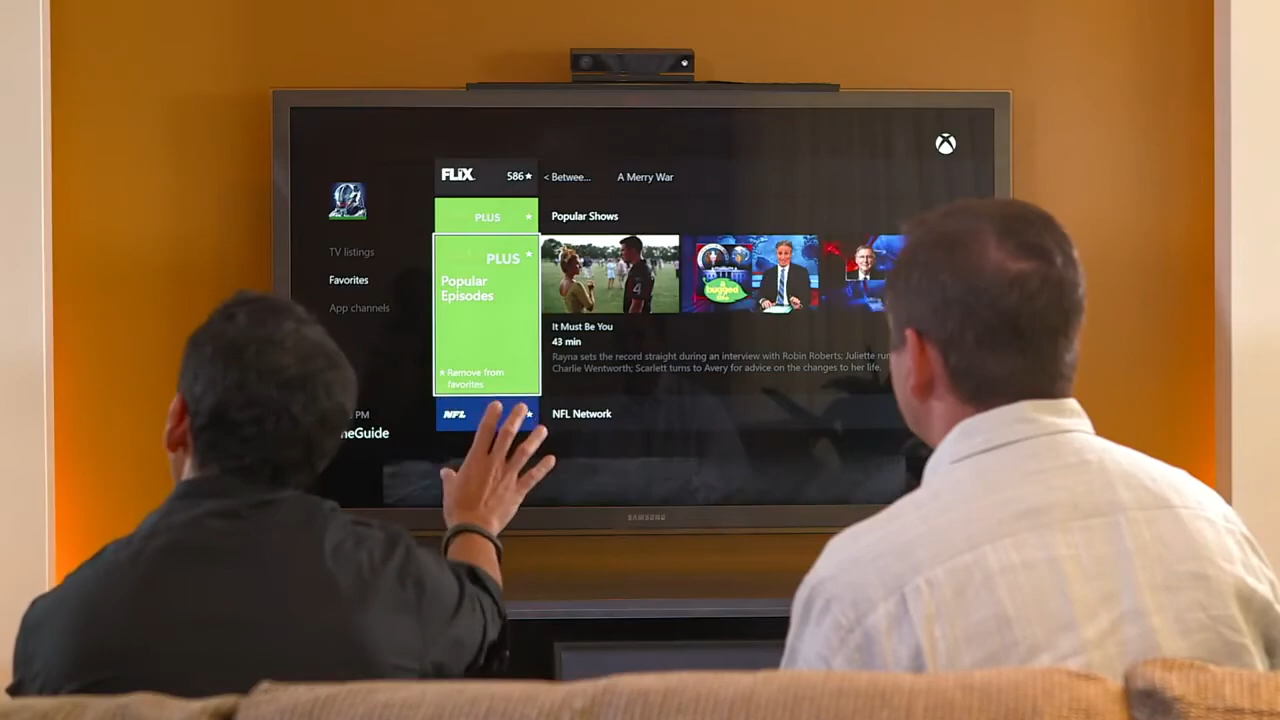 FLiX 586★ < Betwee... A Merry War
PLUS ★ Popular Shows
TV listings
Favorites
App channels
PLUS ★
Popular
Episodes
★ Remove from
favorites
a bugged life
4
It Must Be You
43 min
Rayna sets the record straight during an interview with Robin Roberts; Juliette run
Charlie Wentworth; Scarlett turns to Avery for advice on the changes to her life.
NFL ★ NFL Network
PM
neGuide
SAMSUNG